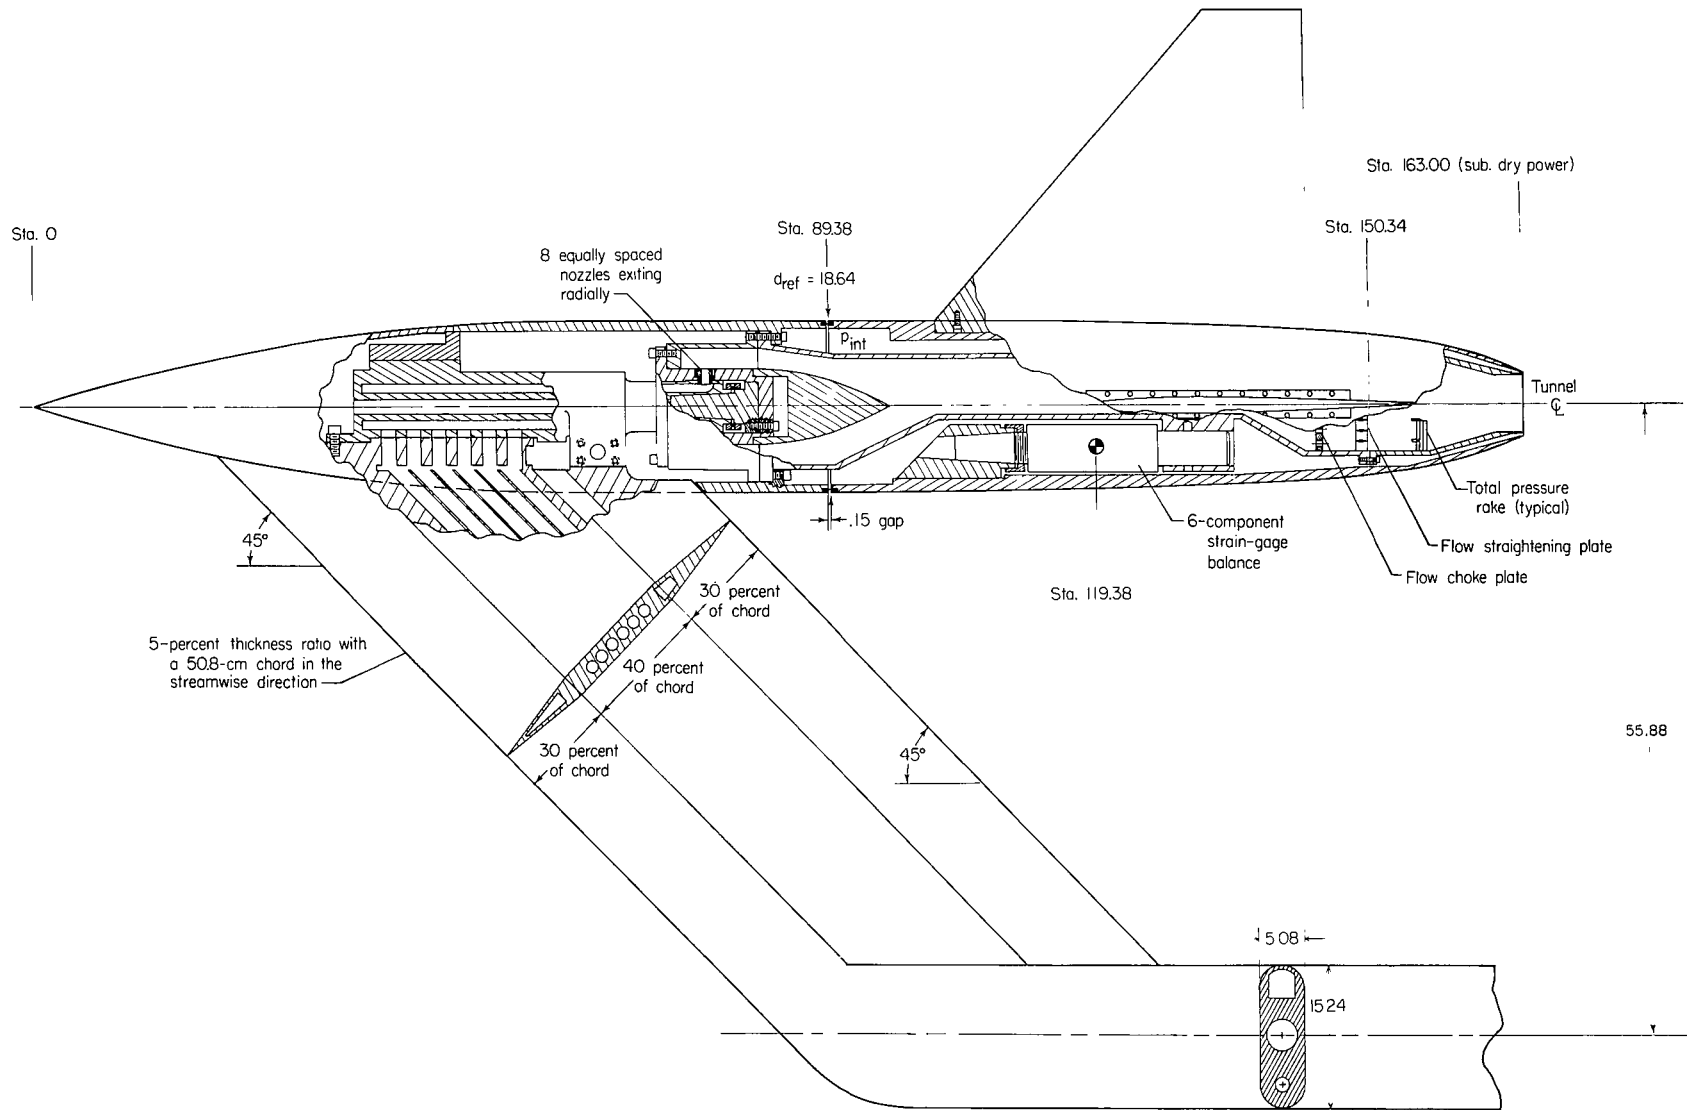 Sta. 163.00 (sub. dry power)
Sta. 0
Sta. 89.38
Sta. 150.34
8 equally spaced
nozzles exiting
radially
dref = 18.64
Pint
Tunnel
℄
Total pressure
rake (typical)
.15 gap
6-component
strain-gage
balance
Flow straightening plate
Flow choke plate
45°
Sta. 119.38
30 percent
of chord
5-percent thickness ratio with
a 50.8-cm chord in the
streamwise direction
40 percent
of chord
30 percent
of chord
45°
55.88
5.08
15.24